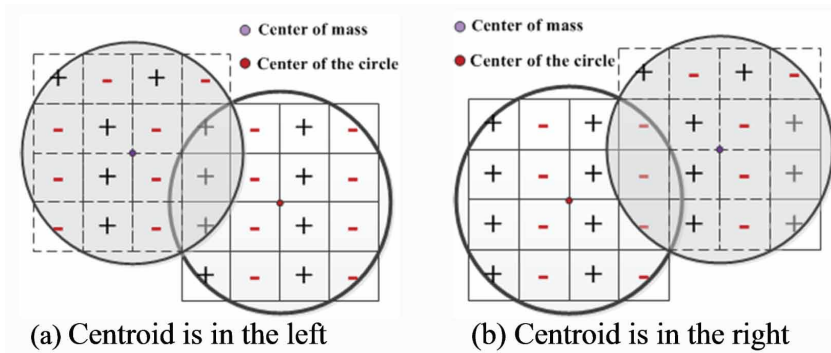 Center of mass
Center of the circle
Center of mass
Center of the circle
(a) Centroid is in the left
(b) Centroid is in the right